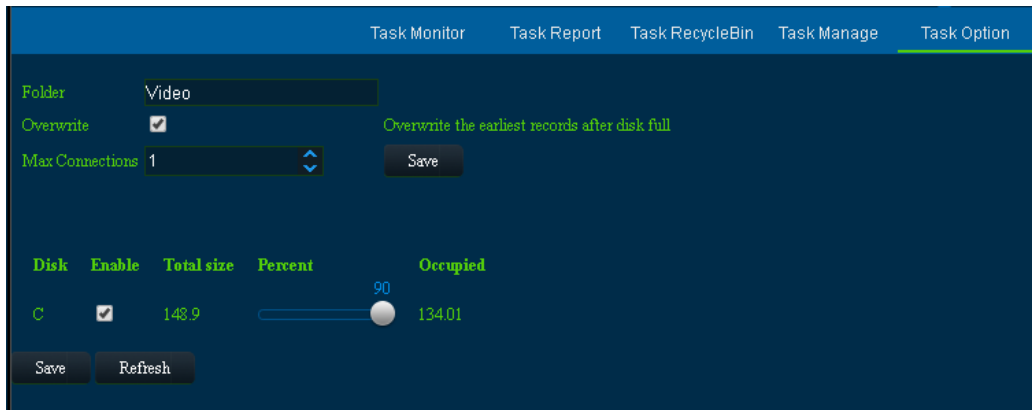 Task Monitor Task Report Task RecycleBin Task Manage Task Option
Folder Video
Overwrite Overwrite the earliest records after disk full
Max Connections 1 Save
Disk Enable Total size Percent Occupied
90
C 148.9 134.01
Save Refresh